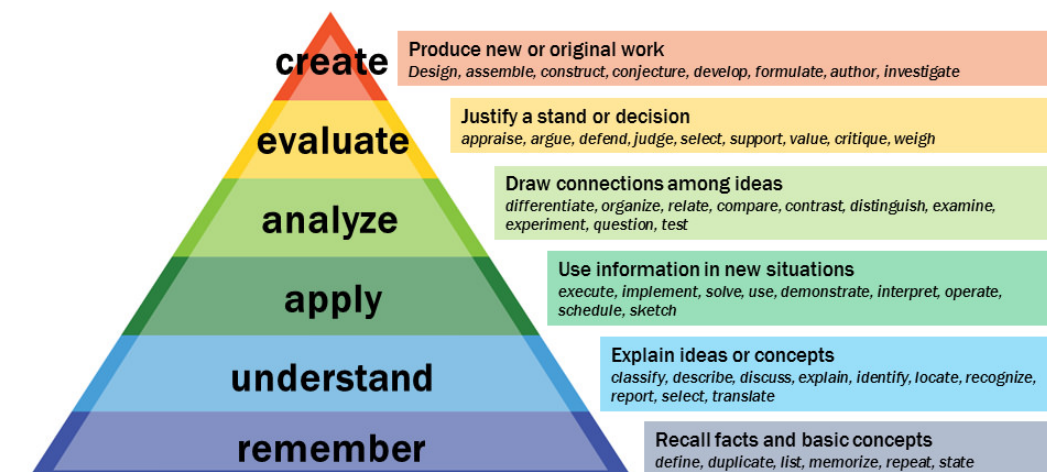 create
Produce new or original work
Design, assemble, construct, conjecture, develop, formulate, author, investigate
evaluate
Justify a stand or decision
appraise, argue, defend, judge, select, support, value, critique, weigh
analyze
Draw connections among ideas
differentiate, organize, relate, compare, contrast, distinguish, examine,
experiment, question, test
apply
Use information in new situations
execute, implement, solve, use, demonstrate, interpret, operate,
schedule, sketch
understand
Explain ideas or concepts
classify, describe, discuss, explain, identify, locate, recognize,
report, select, translate
remember
Recall facts and basic concepts
define, duplicate, list, memorize, repeat, state